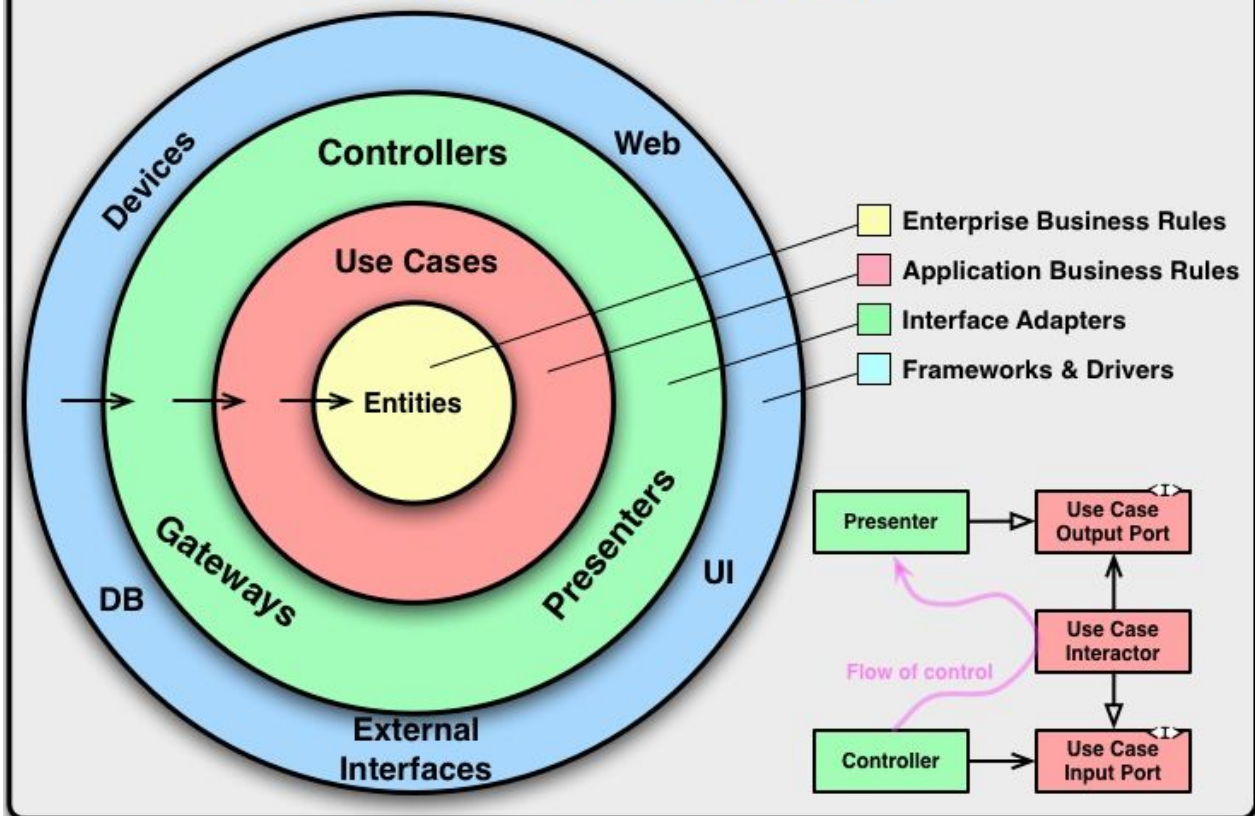 Devices
Web
Controllers
Use Cases
Entities
Gateways
Presenters
DB
UI
External
Interfaces
Enterprise Business Rules
Application Business Rules
Interface Adapters
Frameworks & Drivers
Presenter
<I>
Use Case
Output Port
Use Case
Interactor
Flow of control
Controller
<I>
Use Case
Input Port